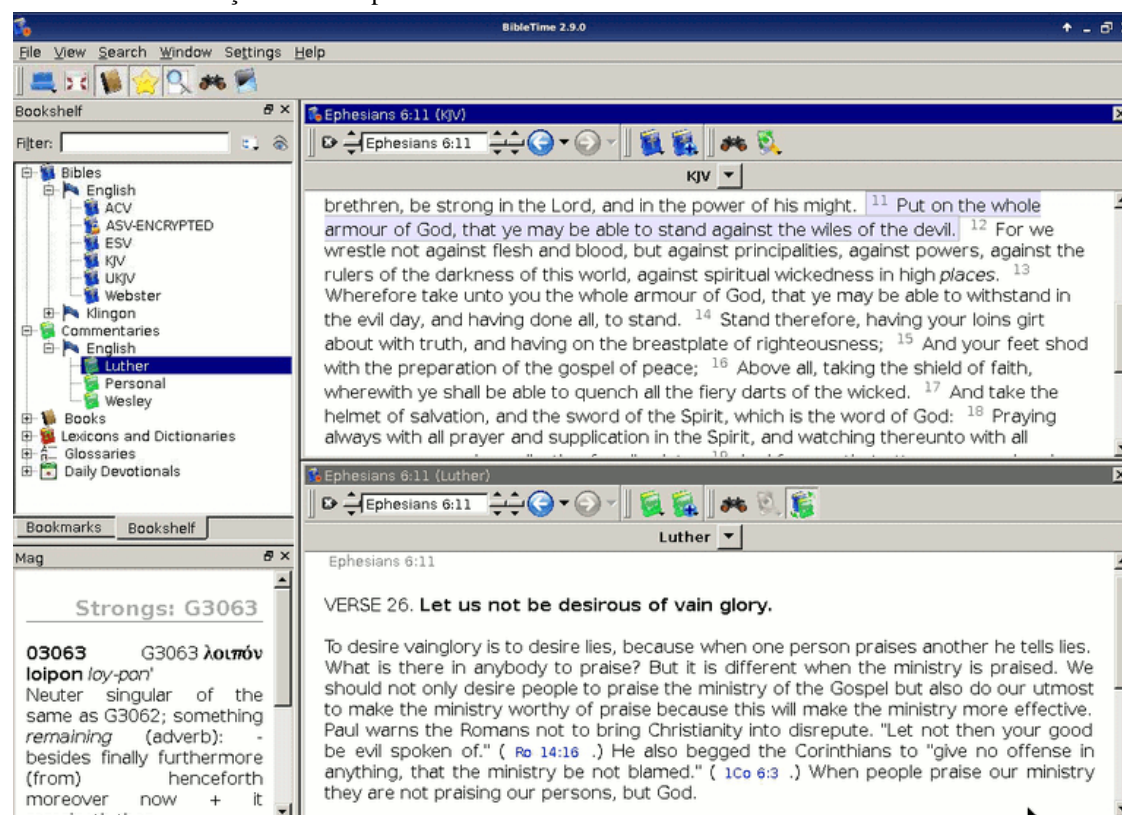 BibleTime 2.9.0
File View Search Window Settings Help
Bookshelf
Filter:
Bibles
English
ACV
ASV-ENCRYPTED
ESV
KJV
UKJV
Webster
Klingon
Commentaries
English
Luther
Personal
Wesley
Books
Lexicons and Dictionaries
Glossaries
Daily Devotionals
Bookmarks Bookshelf
Mag
Strongs: G3063
03063 G3063 λοιπόν
loipon loy-pon'
Neuter singular of the
same as G3062; something
remaining (adverb): -
besides finally furthermore
(from) henceforth
moreover now + it
Ephesians 6:11 (KJV)
Ephesians 6:11
KJV
brethren, be strong in the Lord, and in the power of his might. 11 Put on the whole
armour of God, that ye may be able to stand against the wiles of the devil. 12 For we
wrestle not against flesh and blood, but against principalities, against powers, against the
rulers of the darkness of this world, against spiritual wickedness in high places. 13
Wherefore take unto you the whole armour of God, that ye may be able to withstand in
the evil day, and having done all, to stand. 14 Stand therefore, having your loins girt
about with truth, and having on the breastplate of righteousness; 15 And your feet shod
with the preparation of the gospel of peace; 16 Above all, taking the shield of faith,
wherewith ye shall be able to quench all the fiery darts of the wicked. 17 And take the
helmet of salvation, and the sword of the Spirit, which is the word of God: 18 Praying
always with all prayer and supplication in the Spirit, and watching thereunto with all
Ephesians 6:11 (Luther)
Ephesians 6:11
Luther
Ephesians 6:11
VERSE 26. Let us not be desirous of vain glory.
To desire vainglory is to desire lies, because when one person praises another he tells lies.
What is there in anybody to praise? But it is different when the ministry is praised. We
should not only desire people to praise the ministry of the Gospel but also do our utmost
to make the ministry worthy of praise because this will make the ministry more effective.
Paul warns the Romans not to bring Christianity into disrepute. "Let not then your good
be evil spoken of." ( Ro 14:16 .) He also begged the Corinthians to "give no offense in
anything, that the ministry be not blamed." ( 1Co 6:3 .) When people praise our ministry
they are not praising our persons, but God.